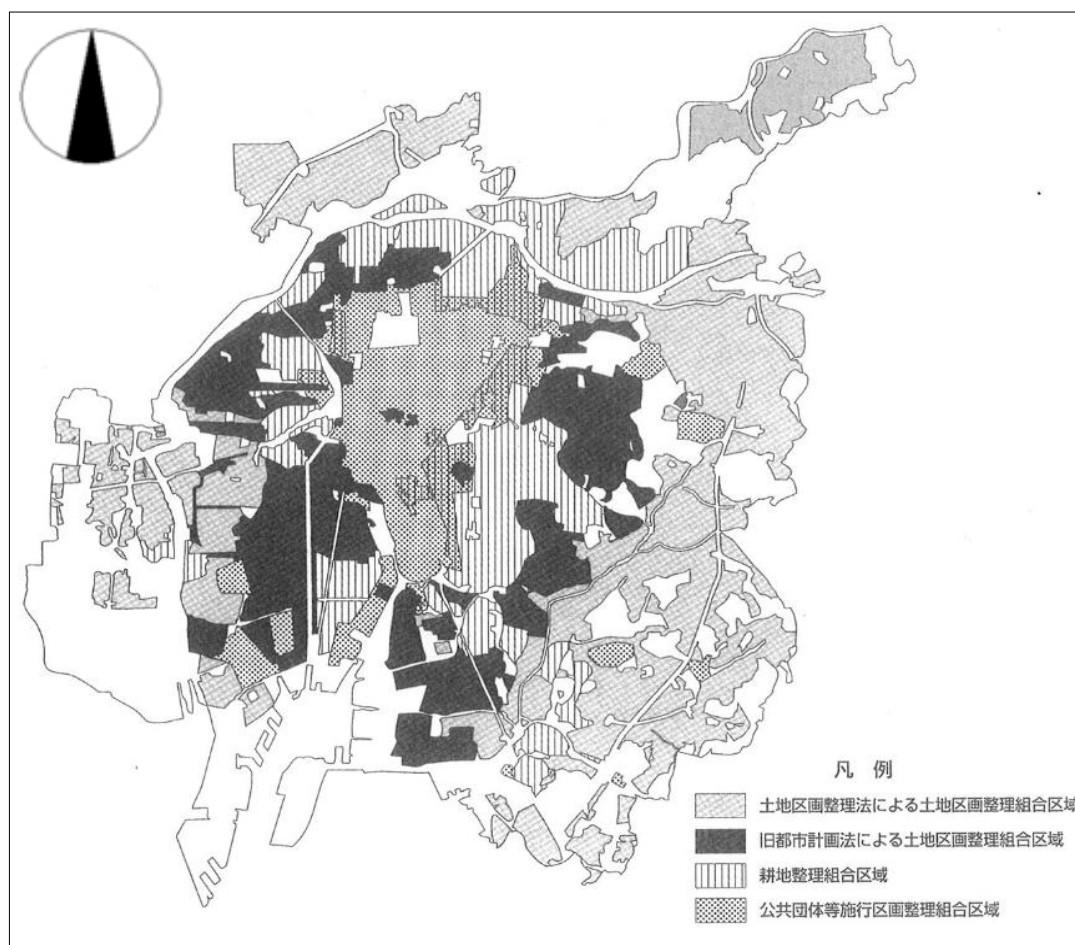 凡 例
土地区画整理法による土地区画整理組合区域
旧都市計画法による土地区画整理組合区域
耕地整理組合区域
公共団体等施行区画整理組合区域